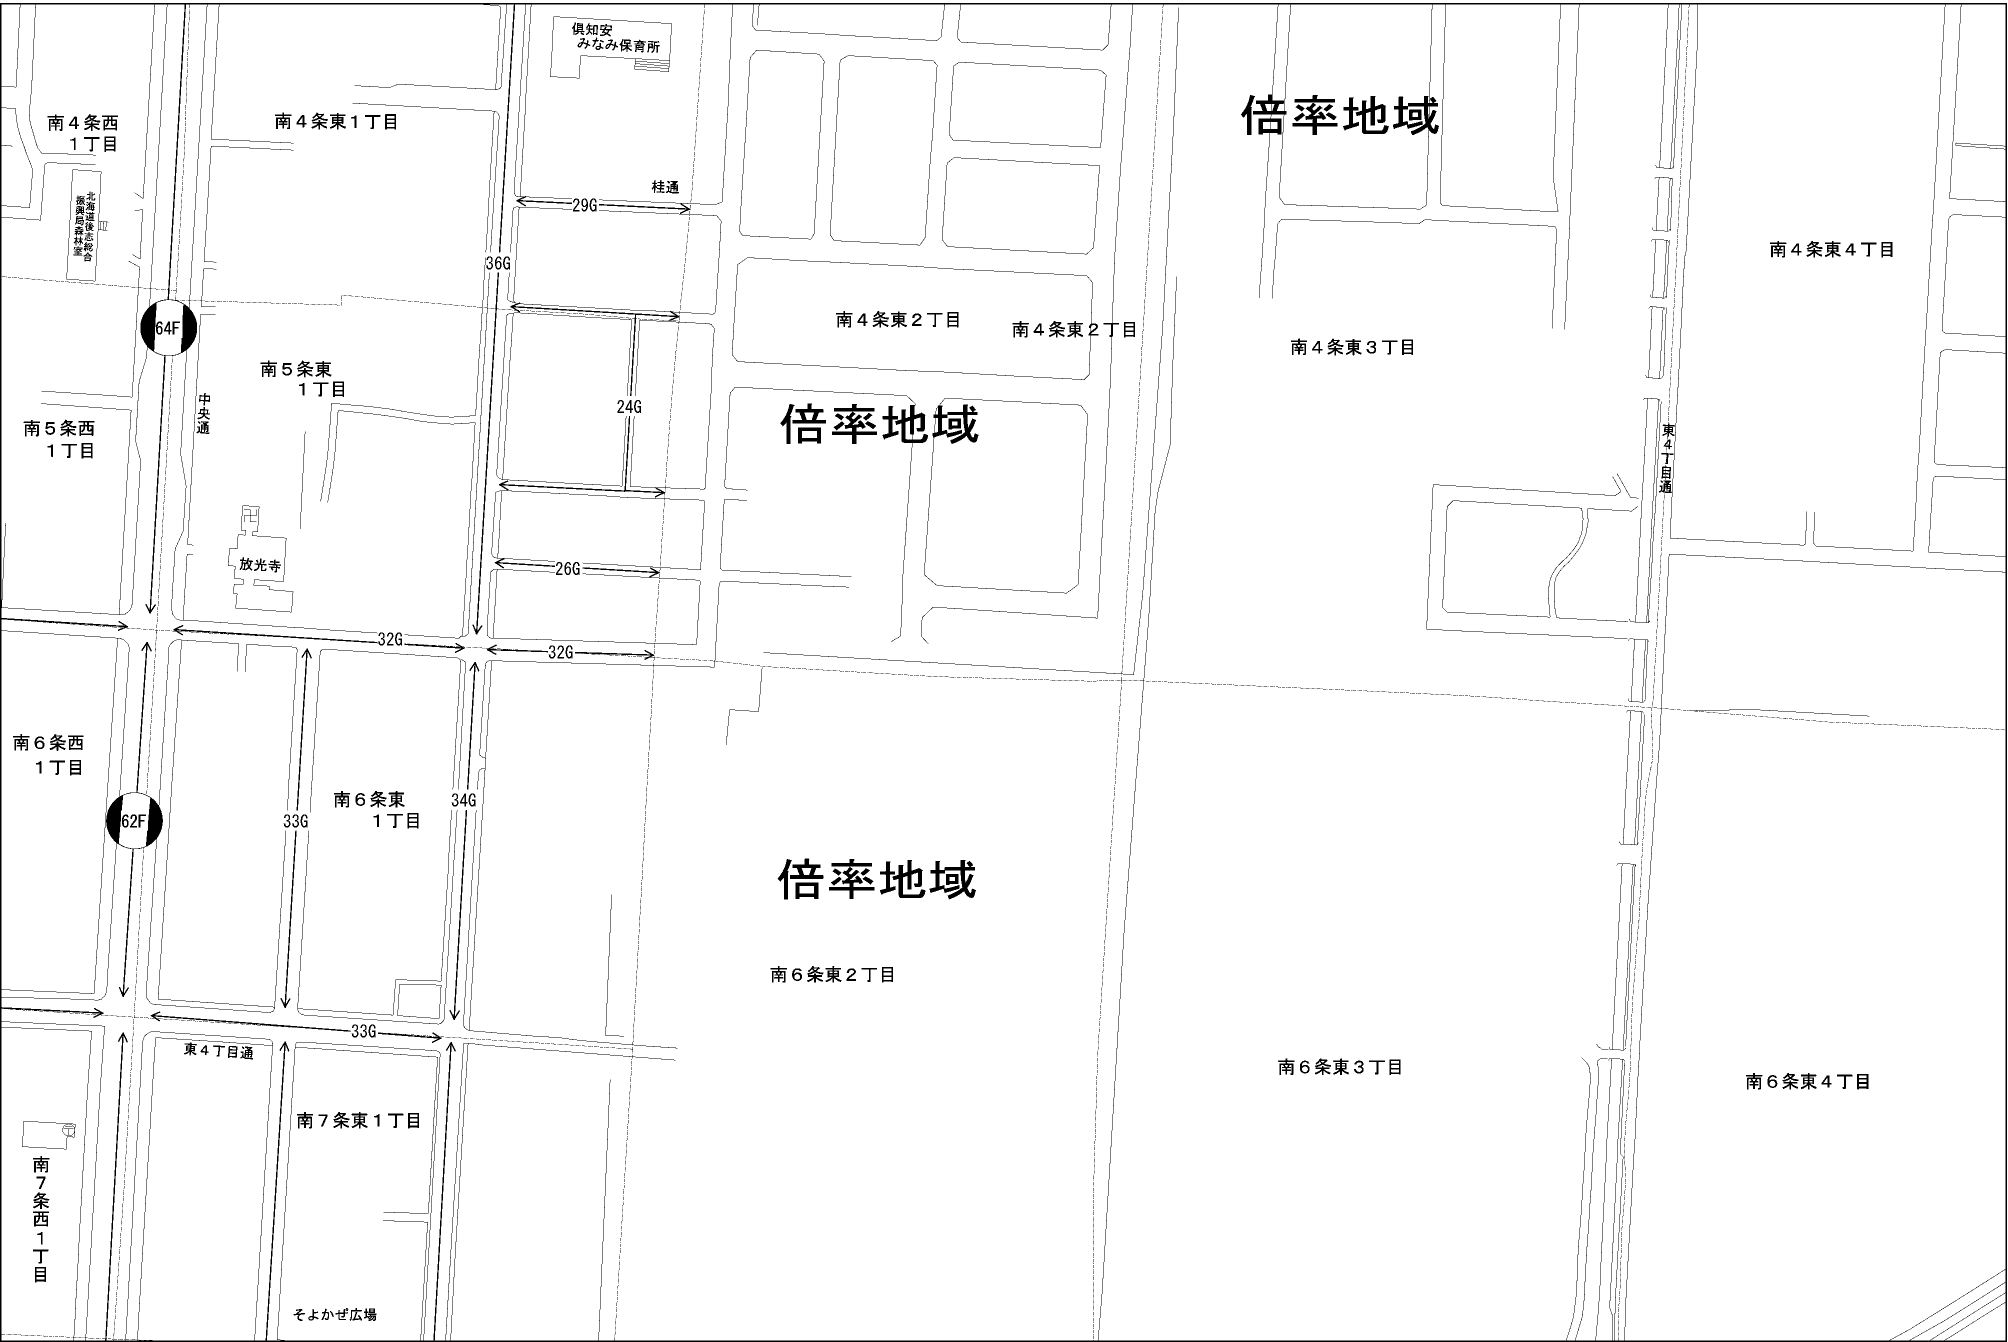 倶知安
みなみ保育所
倍率地域
南４条西
１丁目
南４条東１丁目
桂通
29G
北海道後志総合
振興局森林室
36G
南４条東４丁目
64F
南４条東２丁目
南４条東２丁目
南４条東３丁目
南５条東
１丁目
中央通
24G
倍率地域
南５条西
１丁目
東４丁目通
放光寺
26G
32G
32G
南６条西
１丁目
南６条東
１丁目
34G
33G
62F
倍率地域
南６条東２丁目
33G
東４丁目通
南６条東３丁目
南６条東４丁目
南７条東１丁目
南７条西１丁目
そよかぜ広場